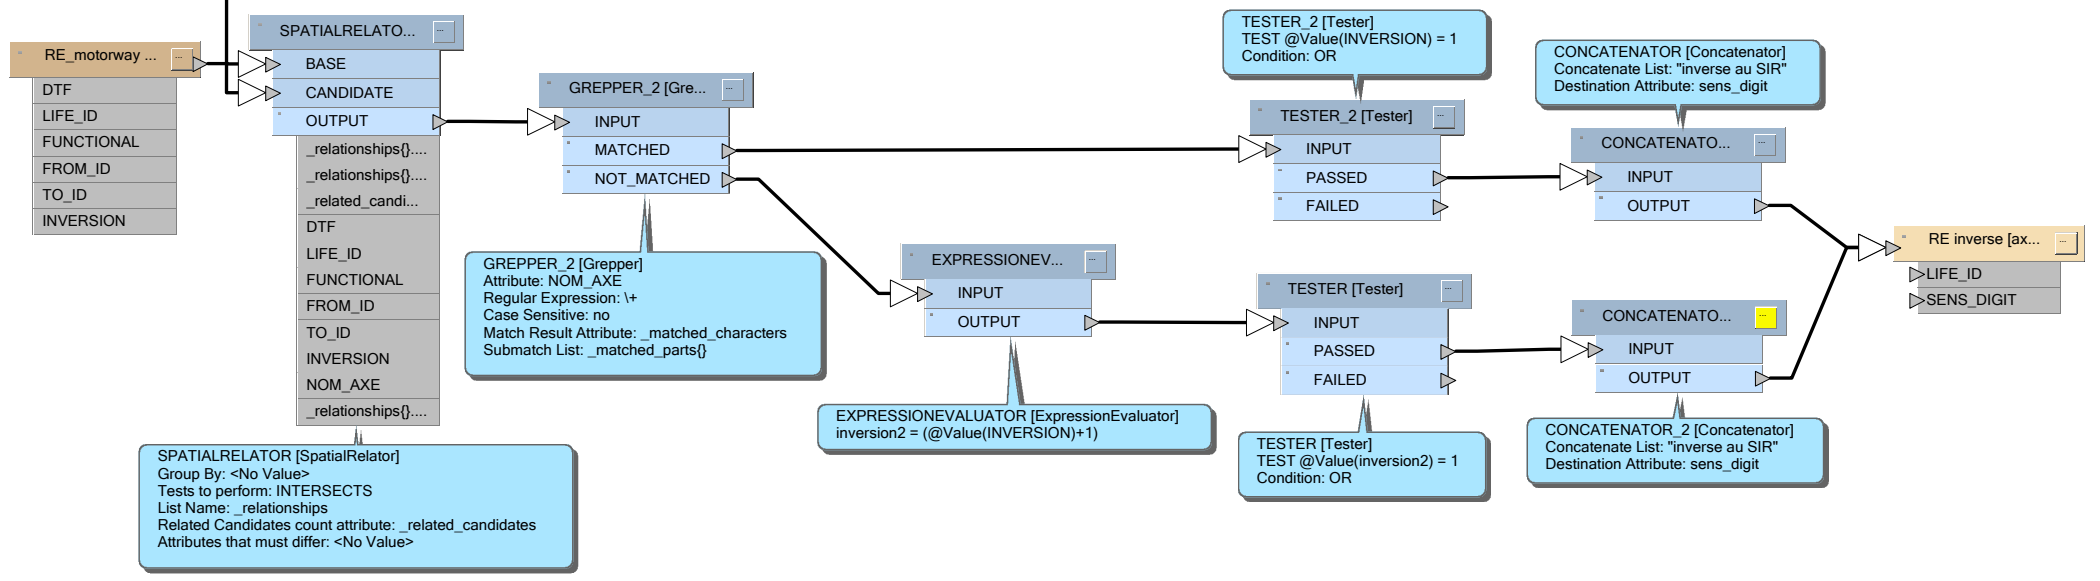 RE_motorway ...
DTF
LIFE_ID
FUNCTIONAL
FROM_ID
TO_ID
INVERSION
SPATIALRELATO...
BASE
CANDIDATE
OUTPUT
_relationships{}....
_relationships{}....
_related_candi...
DTF
LIFE_ID
FUNCTIONAL
FROM_ID
TO_ID
INVERSION
NOM_AXE
_relationships{}....
SPATIALRELATOR [SpatialRelator]
Group By: <No Value>
Tests to perform: INTERSECTS
List Name: _relationships
Related Candidates count attribute: _related_candidates
Attributes that must differ: <No Value>
GREPPER_2 [Gre...
INPUT
MATCHED
NOT_MATCHED
GREPPER_2 [Grepper]
Attribute: NOM_AXE
Regular Expression: \+
Case Sensitive: no
Match Result Attribute: _matched_characters
Submatch List: _matched_parts{}
EXPRESSIONEV...
INPUT
OUTPUT
EXPRESSIONEVALUATOR [ExpressionEvaluator]
inversion2 = (@Value(INVERSION)+1)
TESTER_2 [Tester]
TEST @Value(INVERSION) = 1
Condition: OR
TESTER_2 [Tester]
INPUT
PASSED
FAILED
TESTER [Tester]
INPUT
PASSED
FAILED
TESTER [Tester]
TEST @Value(inversion2) = 1
Condition: OR
CONCATENATOR [Concatenator]
Concatenate List: "inverse au SIR"
Destination Attribute: sens_digit
CONCATENATO...
INPUT
OUTPUT
CONCATENATO...
INPUT
OUTPUT
CONCATENATOR_2 [Concatenator]
Concatenate List: "inverse au SIR"
Destination Attribute: sens_digit
RE inverse [ax...
LIFE_ID
SENS_DIGIT